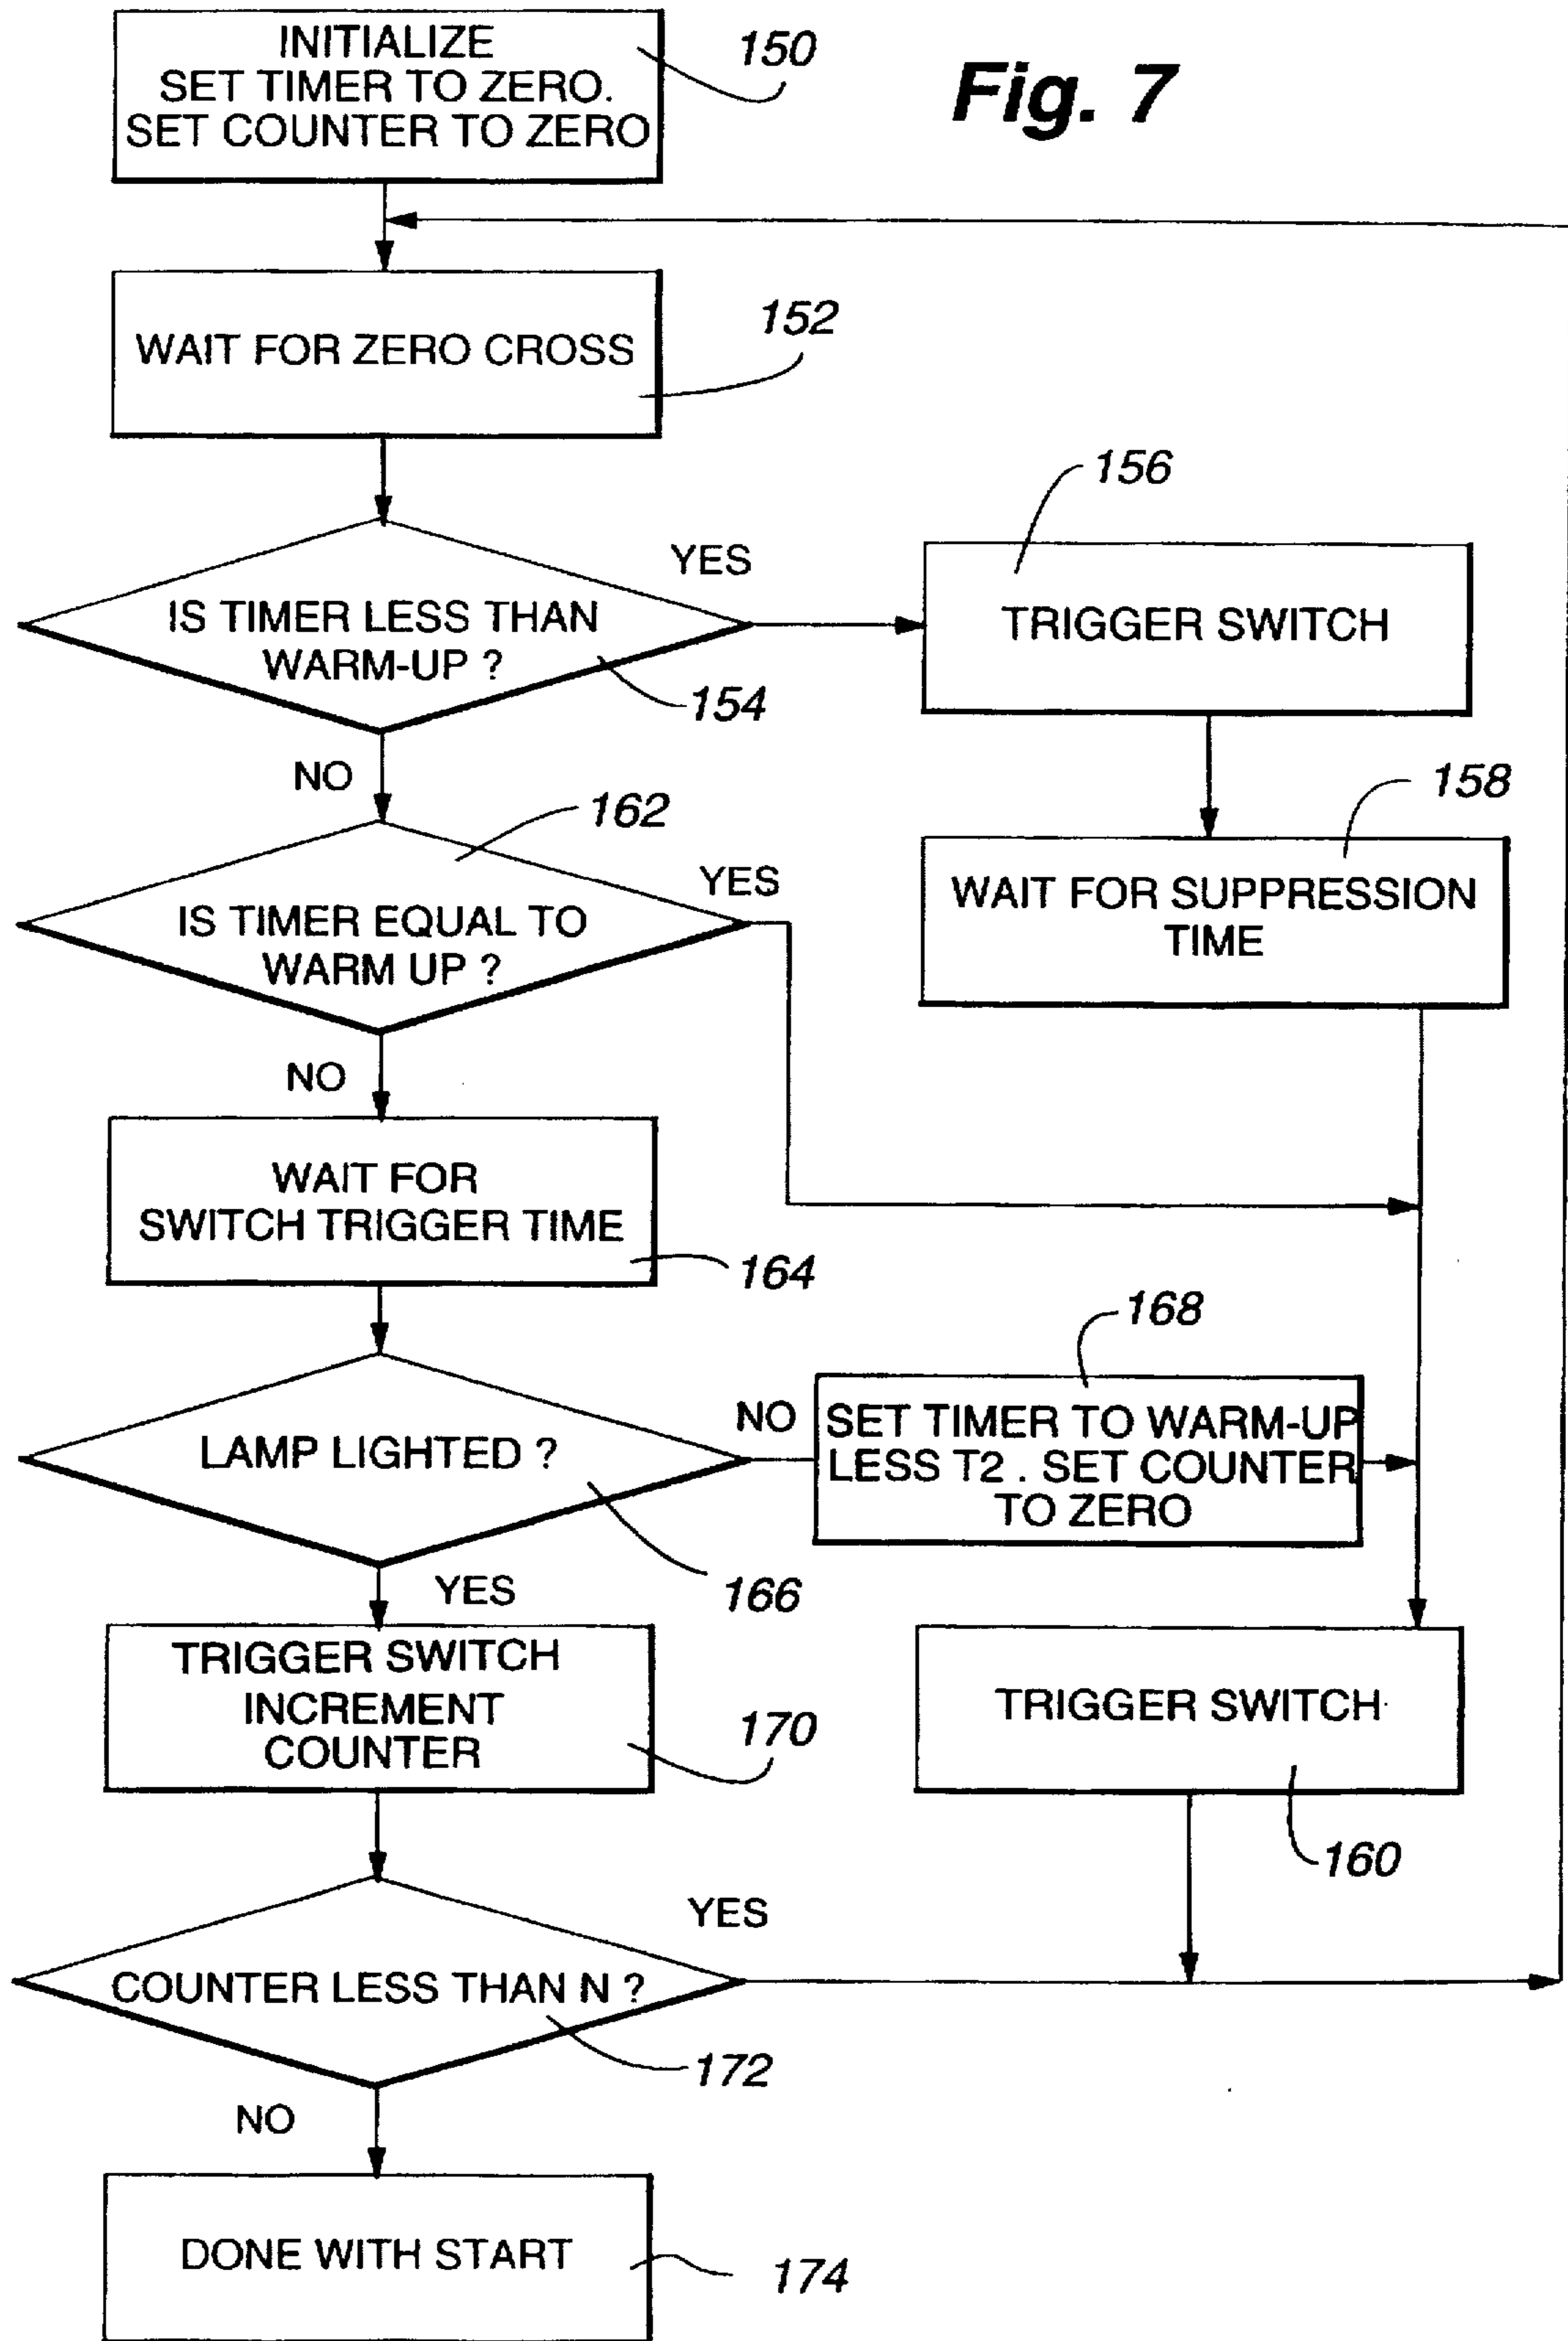 INITIALIZE
SET TIMER TO ZERO.
SET COUNTER TO ZERO
150
Fig. 7
WAIT FOR ZERO CROSS
152
IS TIMER LESS THAN
WARM-UP ?
YES
154
NO
156
TRIGGER SWITCH
158
WAIT FOR SUPPRESSION
TIME
162
IS TIMER EQUAL TO
WARM UP ?
YES
NO
WAIT FOR
SWITCH TRIGGER TIME
164
LAMP LIGHTED ?
NO
166
YES
168
SET TIMER TO WARM-UP
LESS T2 . SET COUNTER
TO ZERO
TRIGGER SWITCH
INCREMENT
COUNTER
170
TRIGGER SWITCH
160
COUNTER LESS THAN N ?
YES
172
NO
DONE WITH START
174